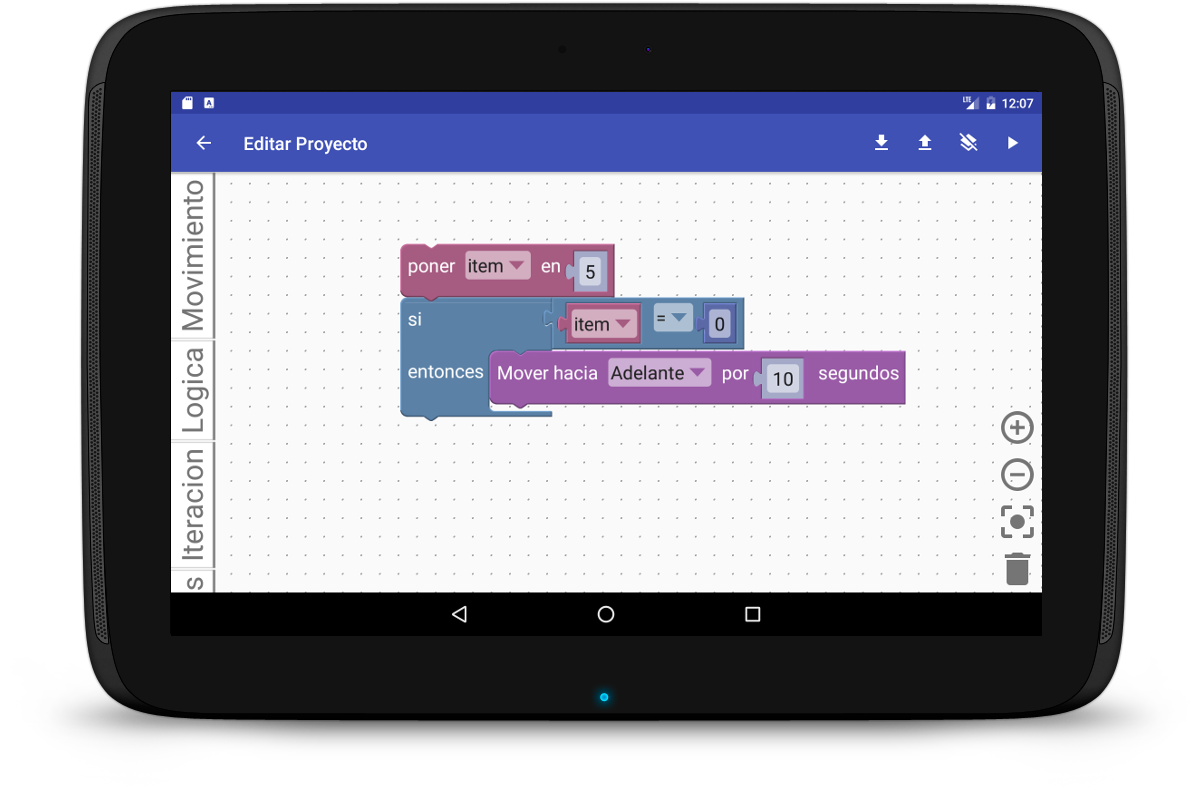 LTE 12:07
Editar Proyecto
Movimiento
Logica
Iteracion
s
poner item en 5
si item = 0
entonces Mover hacia Adelante por 10 segundos